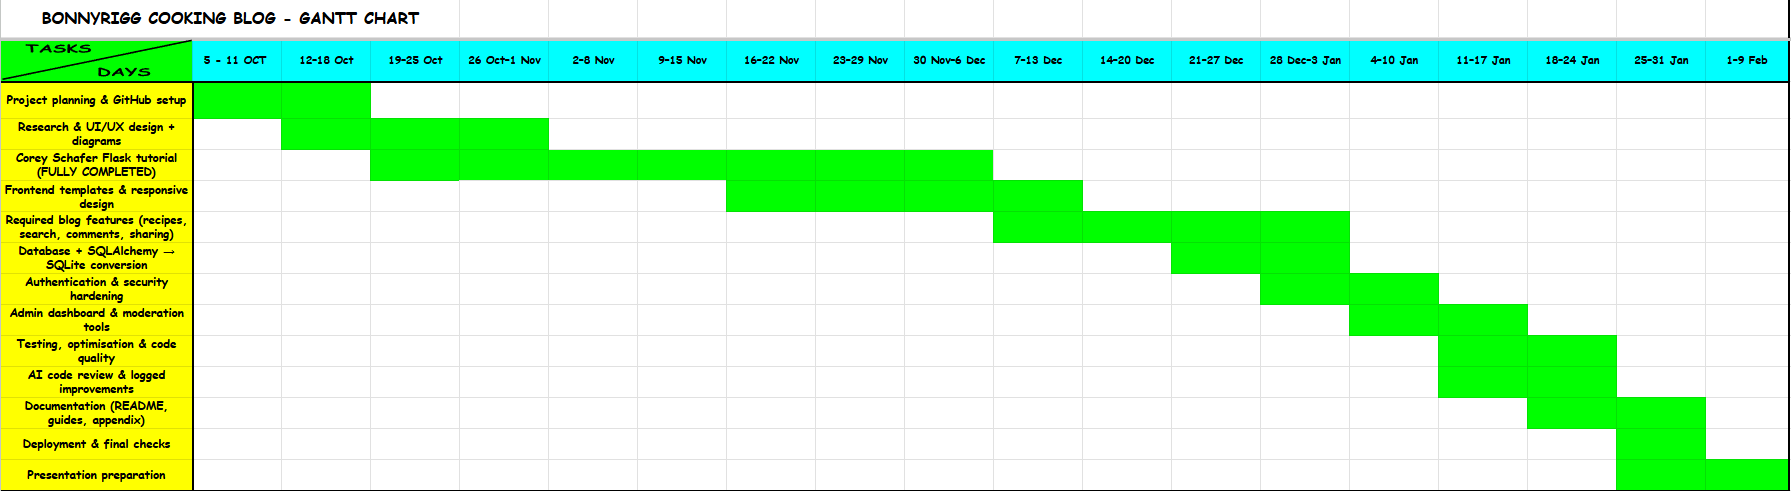 BONNYRIGG COOKING BLOG - GANTT CHART
TASKS
DAYS
5 - 11 OCT
12-18 Oct
19-25 Oct
26 Oct-1 Nov
2-8 Nov
9-15 Nov
16-22 Nov
23-29 Nov
30 Nov-6 Dec
7-13 Dec
14-20 Dec
21-27 Dec
28 Dec-3 Jan
4-10 Jan
11-17 Jan
18-24 Jan
25-31 Jan
1-9 Feb
Project planning & GitHub setup
Research & UI/UX design +
diagrams
Corey Schafer Flask tutorial
(FULLY COMPLETED)
Frontend templates & responsive
design
Required blog features (recipes,
search, comments, sharing)
Database + SQLAlchemy →
SQLite conversion
Authentication & security
hardening
Admin dashboard & moderation
tools
Testing, optimisation & code
quality
AI code review & logged
improvements
Documentation (README,
guides, appendix)
Deployment & final checks
Presentation preparation